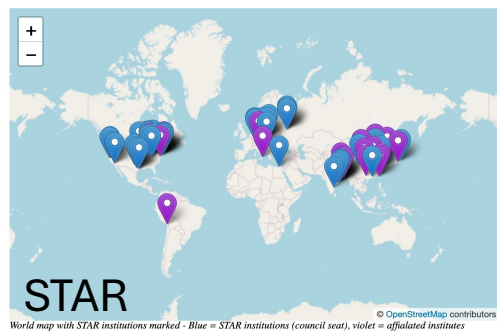 +
−
STAR
© OpenStreetMap contributors
World map with STAR institutions marked - Blue = STAR institutions (council seat), violet = affialated institutes